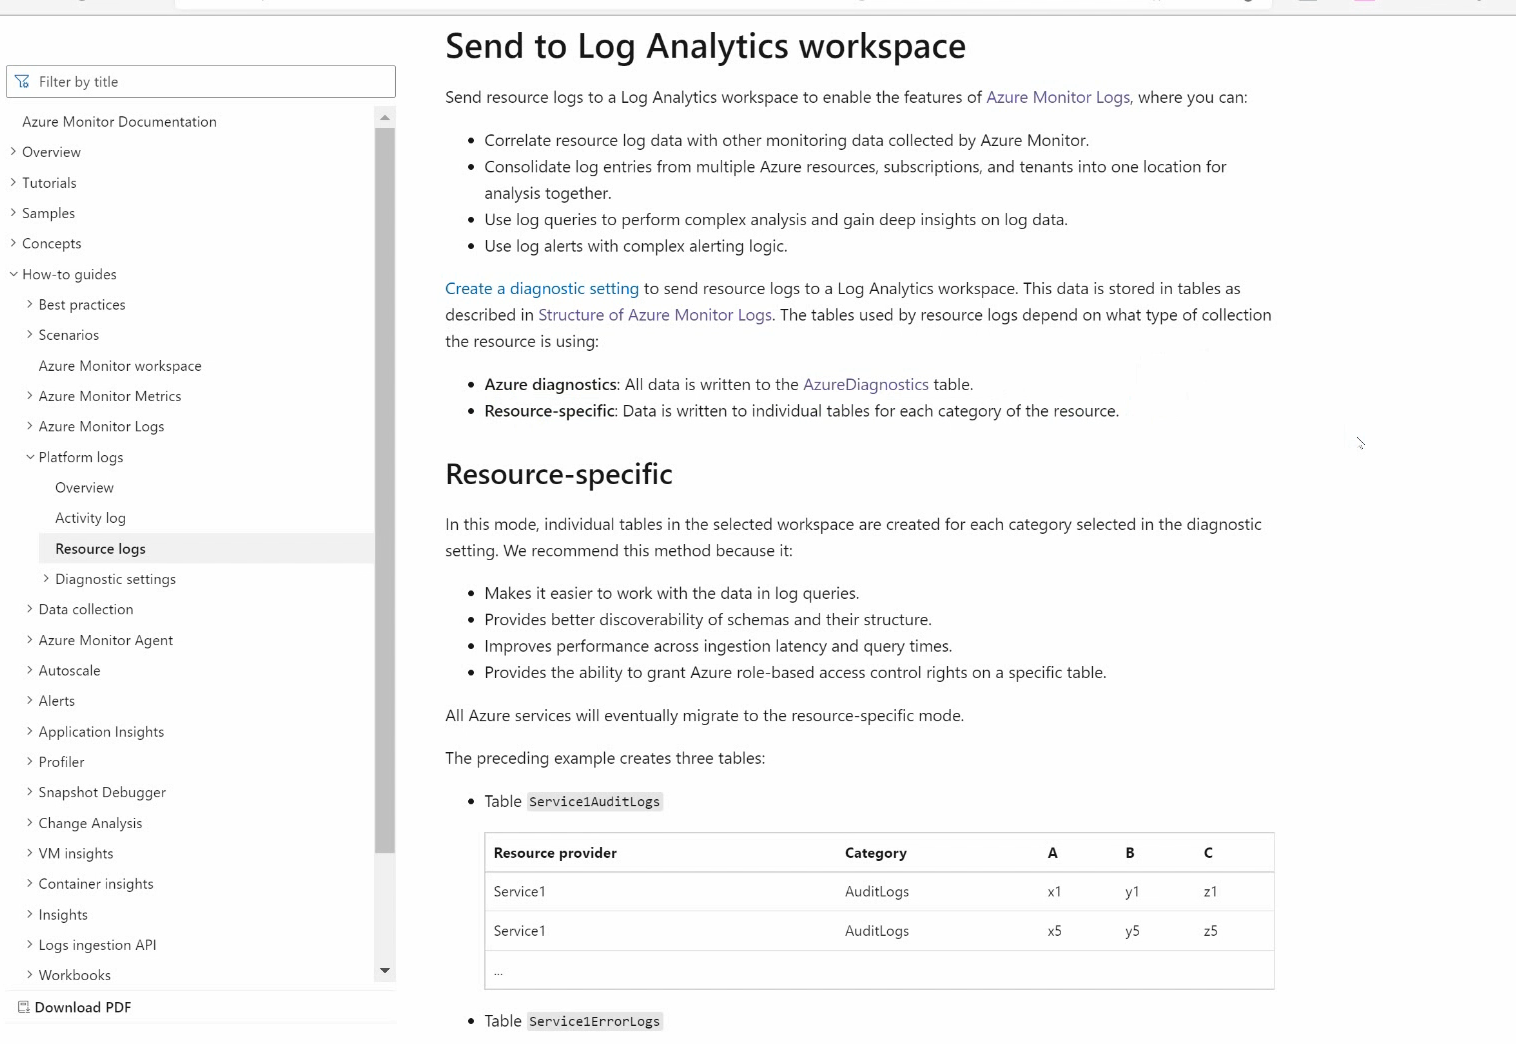 Filter by title
Azure Monitor Documentation
Overview
Tutorials
Samples
Concepts
How-to guides
Best practices
Scenarios
Azure Monitor workspace
Azure Monitor Metrics
Azure Monitor Logs
Platform logs
Overview
Activity log
Resource logs
Diagnostic settings
Data collection
Azure Monitor Agent
Autoscale
Alerts
Application Insights
Profiler
Snapshot Debugger
Change Analysis
VM insights
Container insights
Insights
Logs ingestion API
Workbooks
Download PDF
Send to Log Analytics workspace
Send resource logs to a Log Analytics workspace to enable the features of Azure Monitor Logs, where you can:
• Correlate resource log data with other monitoring data collected by Azure Monitor.
• Consolidate log entries from multiple Azure resources, subscriptions, and tenants into one location for
analysis together.
• Use log queries to perform complex analysis and gain deep insights on log data.
• Use log alerts with complex alerting logic.
Create a diagnostic setting to send resource logs to a Log Analytics workspace. This data is stored in tables as
described in Structure of Azure Monitor Logs. The tables used by resource logs depend on what type of collection
the resource is using:
• Azure diagnostics: All data is written to the AzureDiagnostics table.
• Resource-specific: Data is written to individual tables for each category of the resource.
Resource-specific
In this mode, individual tables in the selected workspace are created for each category selected in the diagnostic
setting. We recommend this method because it:
• Makes it easier to work with the data in log queries.
• Provides better discoverability of schemas and their structure.
• Improves performance across ingestion latency and query times.
• Provides the ability to grant Azure role-based access control rights on a specific table.
All Azure services will eventually migrate to the resource-specific mode.
The preceding example creates three tables:
• Table Service1AuditLogs
Resource provider Category A B C
Service1 AuditLogs x1 y1 z1
Service1 AuditLogs x5 y5 z5
...
• Table Service1ErrorLogs